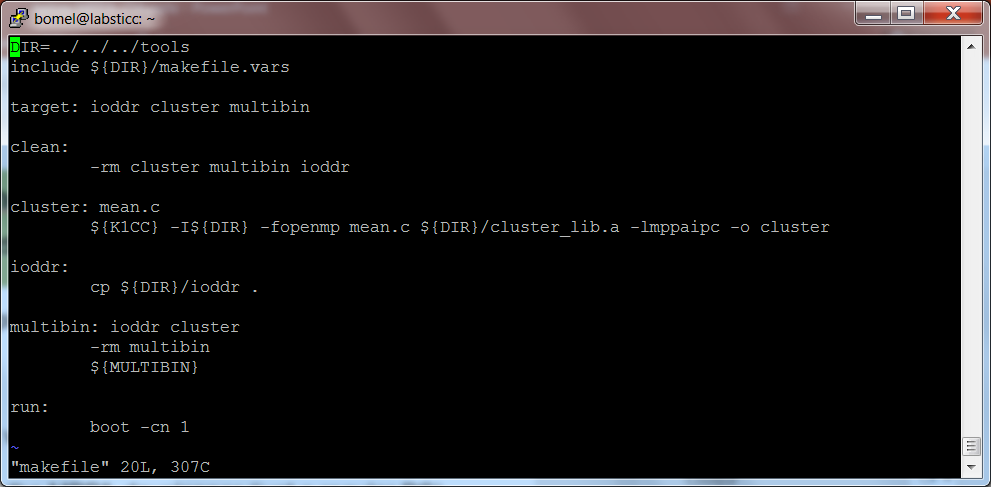 bomel@labsticc: ~
DIR=../../../tools
include ${DIR}/makefile.vars
target: ioddr cluster multibin
clean:
        -rm cluster multibin ioddr
cluster: mean.c
        ${K1CC} -I${DIR} -fopenmp mean.c ${DIR}/cluster_lib.a -lmppaipc -o cluster
ioddr:
        cp ${DIR}/ioddr .
multibin: ioddr cluster
        -rm multibin
        ${MULTIBIN}
run:
        boot -cn 1
~
"makefile" 20L, 307C